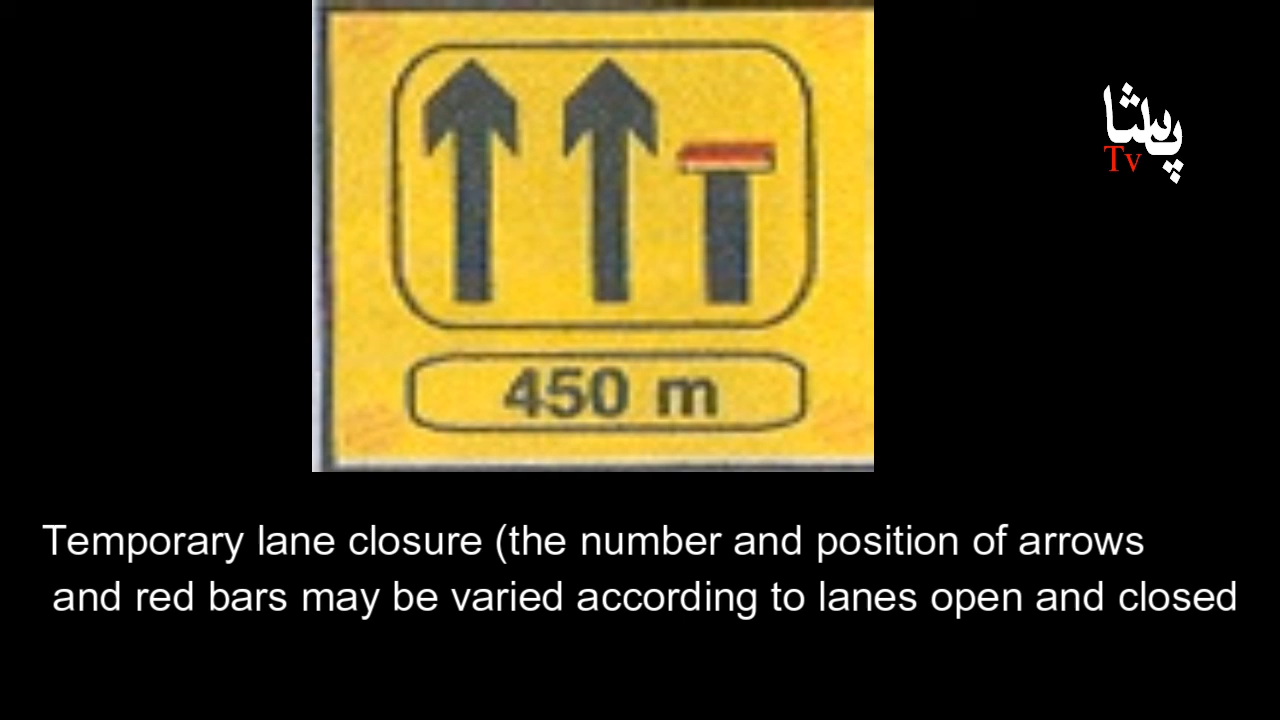 450 m
پښثا
Tv
Temporary lane closure (the number and position of arrows
and red bars may be varied according to lanes open and closed